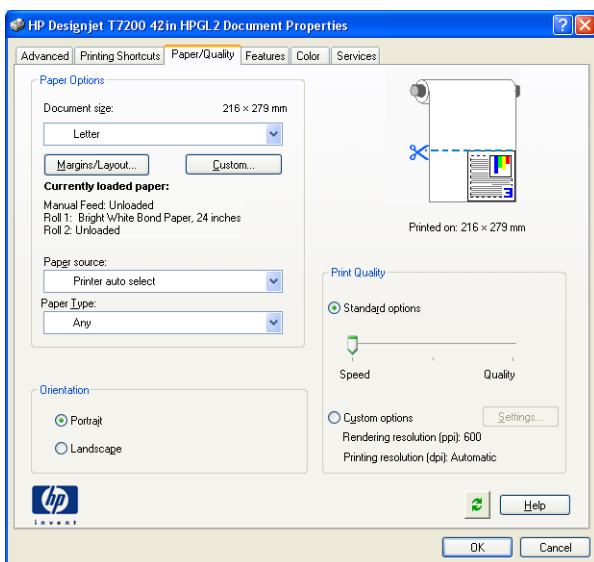 HP Designjet T7200 42in HPGL2 Document Properties
Advanced Printing Shortcuts Paper/Quality Features Color Services
Paper Options
Document size: 216 × 279 mm
Letter
Margins/Layout... Custom...
Currently loaded paper:
Manual Feed: Unloaded
Roll 1: Bright White Bond Paper, 24 inches
Roll 2: Unloaded
Paper source:
Printer auto select
Paper Type:
Any
Orientation
Portrait
Landscape
3
Printed on: 216 × 279 mm
Print Quality
Standard options
Speed Quality
Custom options Settings...
Rendering resolution (ppi): 600
Printing resolution (dpi): Automatic
hp
invent
Help
OK Cancel